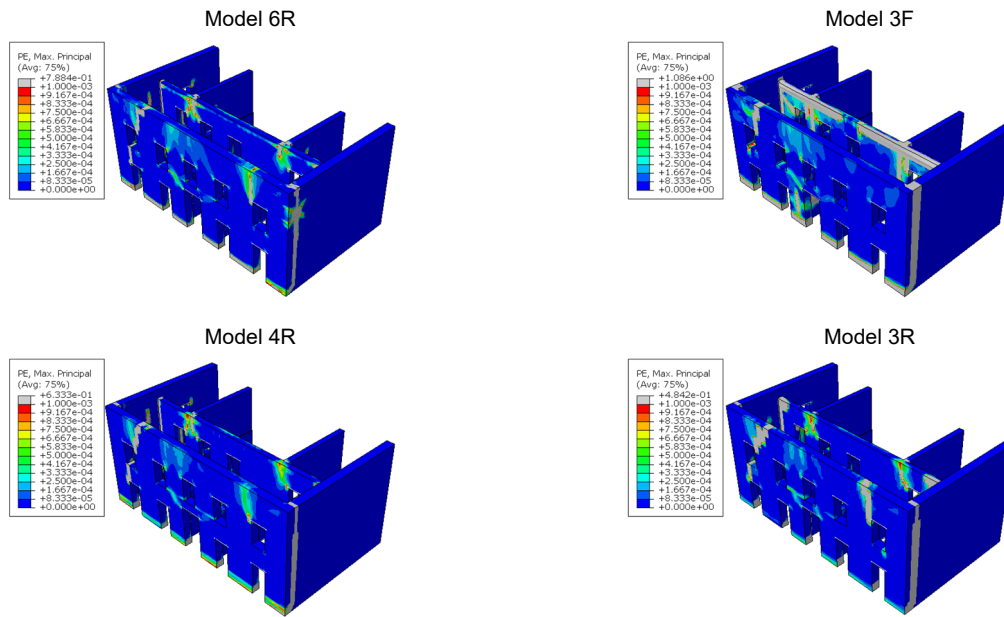 Model 6R
PE, Max. Principal
(Avg: 75%)
+7.884e-01
+1.000e-03
+9.167e-04
+8.333e-04
+7.500e-04
+6.667e-04
+5.833e-04
+5.000e-04
+4.167e-04
+3.333e-04
+2.500e-04
+1.667e-04
+8.333e-05
+0.000e+00
Model 3F
PE, Max. Principal
(Avg: 75%)
+1.086e+00
+1.000e-03
+9.167e-04
+8.333e-04
+7.500e-04
+6.667e-04
+5.833e-04
+5.000e-04
+4.167e-04
+3.333e-04
+2.500e-04
+1.667e-04
+8.333e-05
+0.000e+00
Model 4R
PE, Max. Principal
(Avg: 75%)
+6.333e-01
+1.000e-03
+9.167e-04
+8.333e-04
+7.500e-04
+6.667e-04
+5.833e-04
+5.000e-04
+4.167e-04
+3.333e-04
+2.500e-04
+1.667e-04
+8.333e-05
+0.000e+00
Model 3R
PE, Max. Principal
(Avg: 75%)
+4.842e-01
+1.000e-03
+9.167e-04
+8.333e-04
+7.500e-04
+6.667e-04
+5.833e-04
+5.000e-04
+4.167e-04
+3.333e-04
+2.500e-04
+1.667e-04
+8.333e-05
+0.000e+00